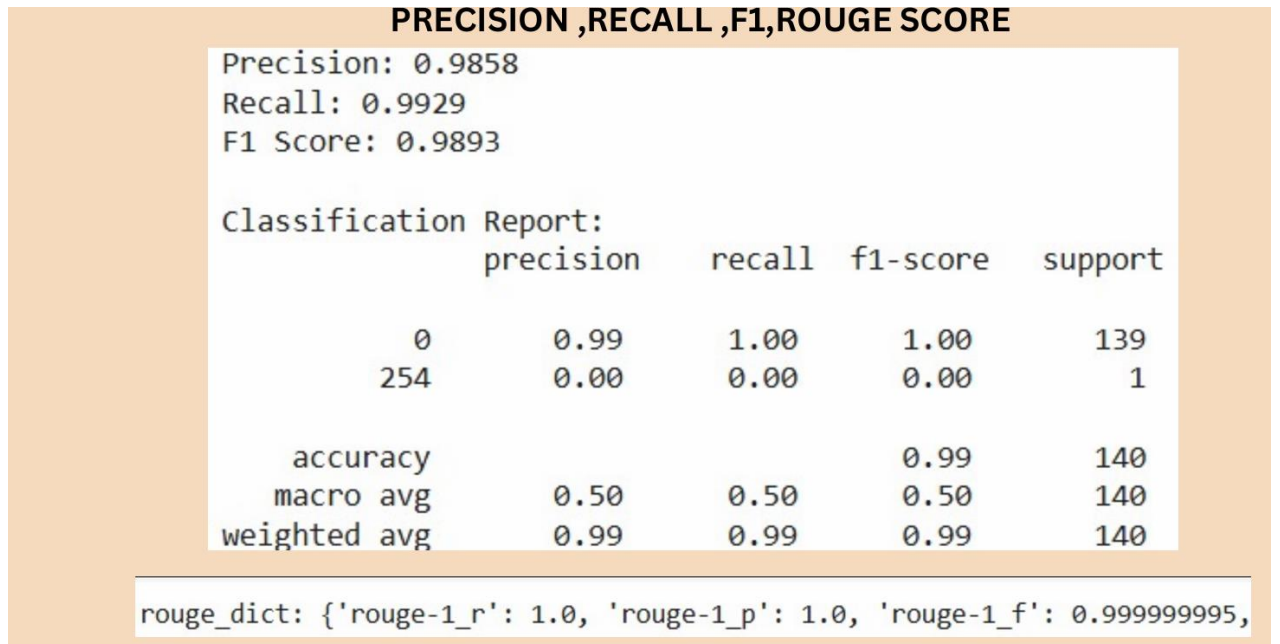 PRECISION ,RECALL ,F1,ROUGE SCORE
Precision: 0.9858
Recall: 0.9929
F1 Score: 0.9893
Classification Report:
precision recall f1-score support
0 0.99 1.00 1.00 139
254 0.00 0.00 0.00 1
accuracy 0.99 140
macro avg 0.50 0.50 0.50 140
weighted avg 0.99 0.99 0.99 140
rouge_dict: {'rouge-1_r': 1.0, 'rouge-1_p': 1.0, 'rouge-1_f': 0.999999995,